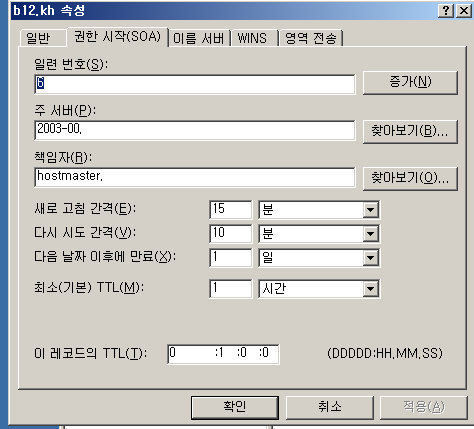 b12.kh 속성
일반 권한 시작(SOA) 이름 서버 WINS 영역 전송
일련 번호(S):
6 증가(N)
주 서버(P):
2003-00. 찾아보기(B)...
책임자(R):
hostmaster. 찾아보기(O)...
새로 고침 간격(E): 15 분
다시 시도 간격(V): 10 분
다음 날짜 이후에 만료(X): 1 일
최소(기본) TTL(M): 1 시간
이 레코드의 TTL(T): 0 :1 :0 :0 (DDDDD:HH.MM.SS)
확인 취소 적용(A)